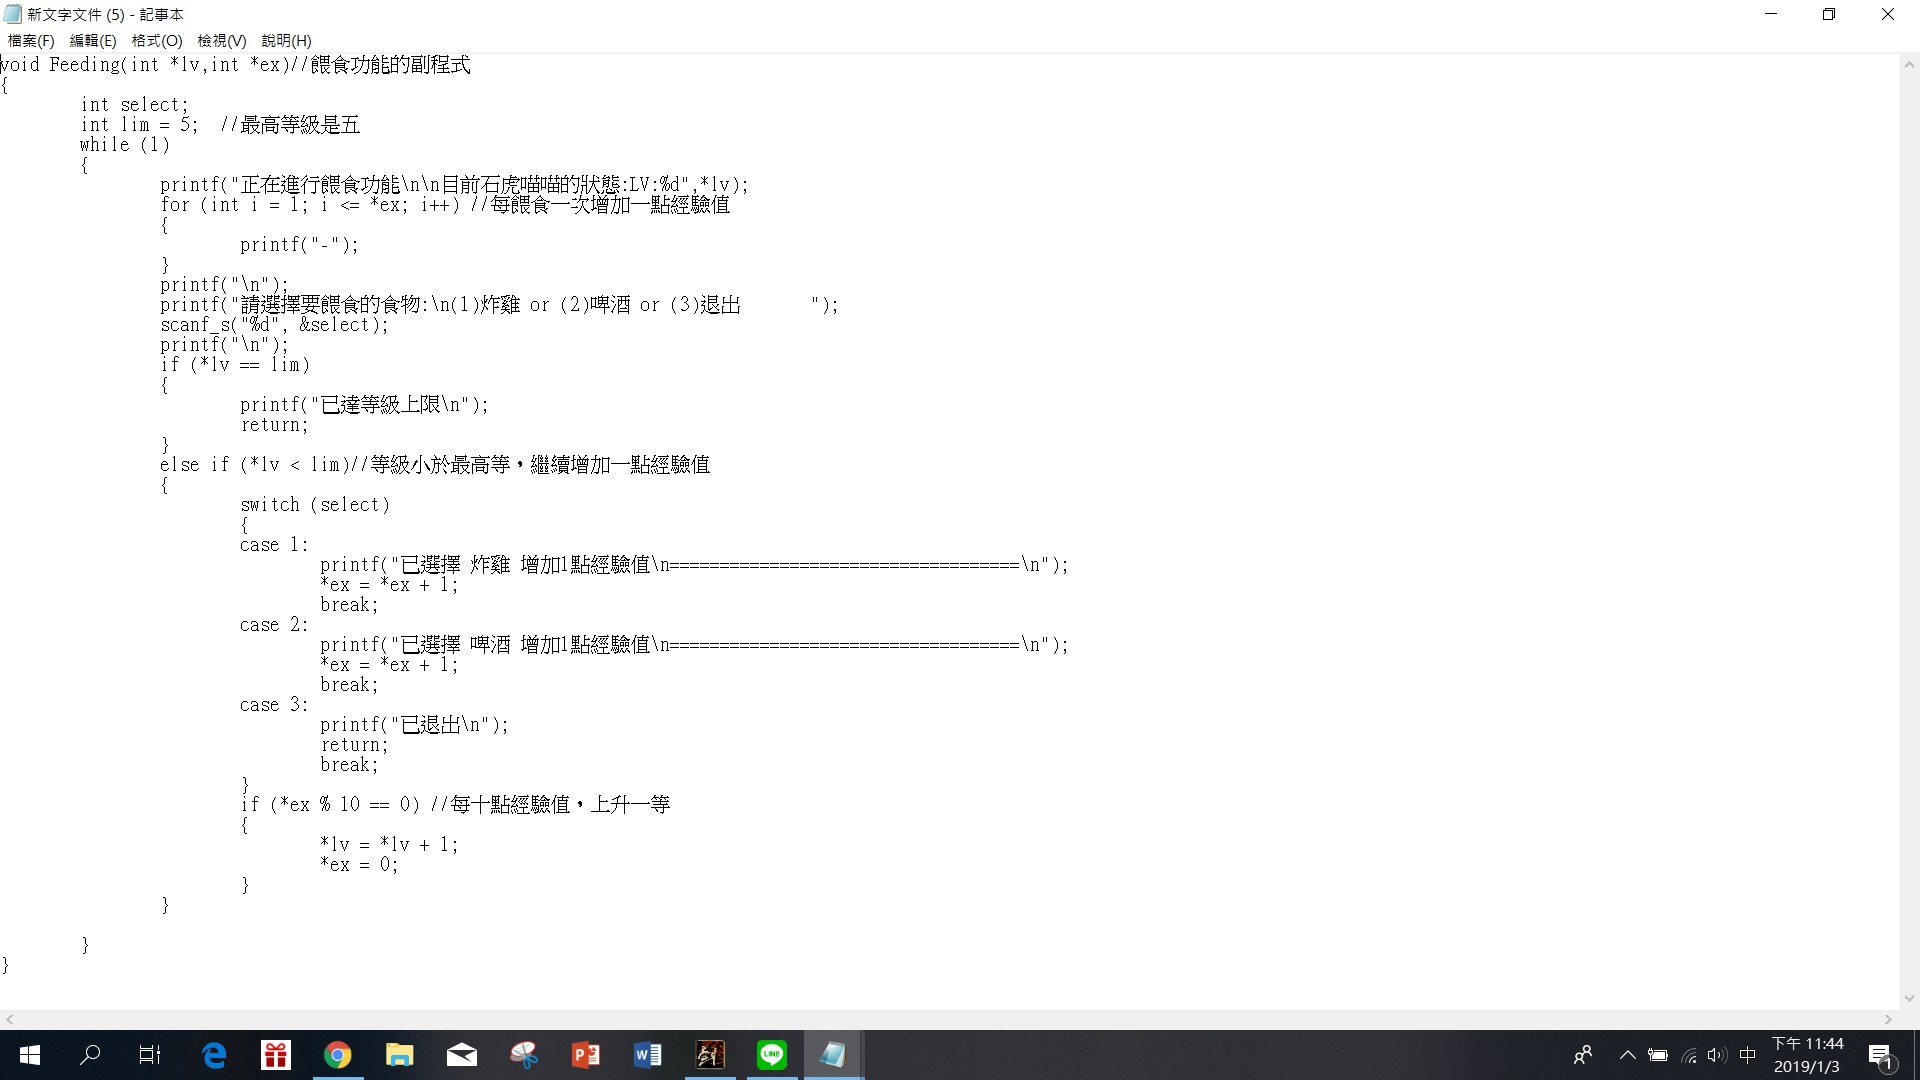 新文字文件 (5) - 記事本
檔案(F) 編輯(E) 格式(O) 檢視(V) 說明(H)
void Feeding(int *lv,int *ex)//餵食功能的副程式
{
        int select;
        int lim = 5;  //最高等級是五
        while (1)
        {
                printf("正在進行餵食功能\n\n目前石虎喵喵的狀態:LV:%d",*lv);
                for (int i = 1; i <= *ex; i++) //每餵食一次增加一點經驗值
                {
                        printf("-");
                }
                printf("\n");
                printf("請選擇要餵食的食物:\n(1)炸雞 or (2)啤酒 or (3)退出       ");
                scanf_s("%d", &select);
                printf("\n");
                if (*lv == lim)
                {
                        printf("已達等級上限\n");
                        return;
                }
                else if (*lv < lim)//等級小於最高等，繼續增加一點經驗值
                {
                        switch (select)
                        {
                        case 1:
                                printf("已選擇 炸雞 增加1點經驗值\n===================================\n");
                                *ex = *ex + 1;
                                break;
                        case 2:
                                printf("已選擇 啤酒 增加1點經驗值\n===================================\n");
                                *ex = *ex + 1;
                                break;
                        case 3:
                                printf("已退出\n");
                                return;
                                break;
                        }
                        if (*ex % 10 == 0) //每十點經驗值，上升一等
                        {
                                *lv = *lv + 1;
                                *ex = 0;
                        }
                }

        }
}
中
下午 11:44
2019/1/3
1
LINE